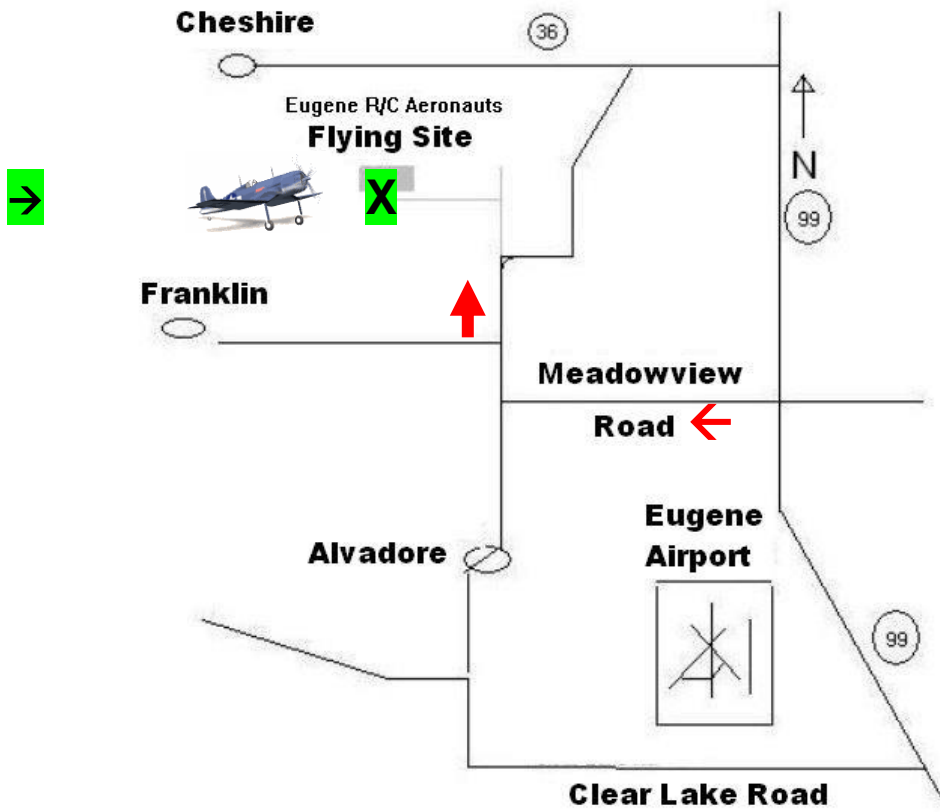 Cheshire
36
Eugene R/C Aeronauts
Flying Site
N
→
X
99
Franklin
Meadowview
Road ←
Eugene
Airport
Alvadore
99
Clear Lake Road